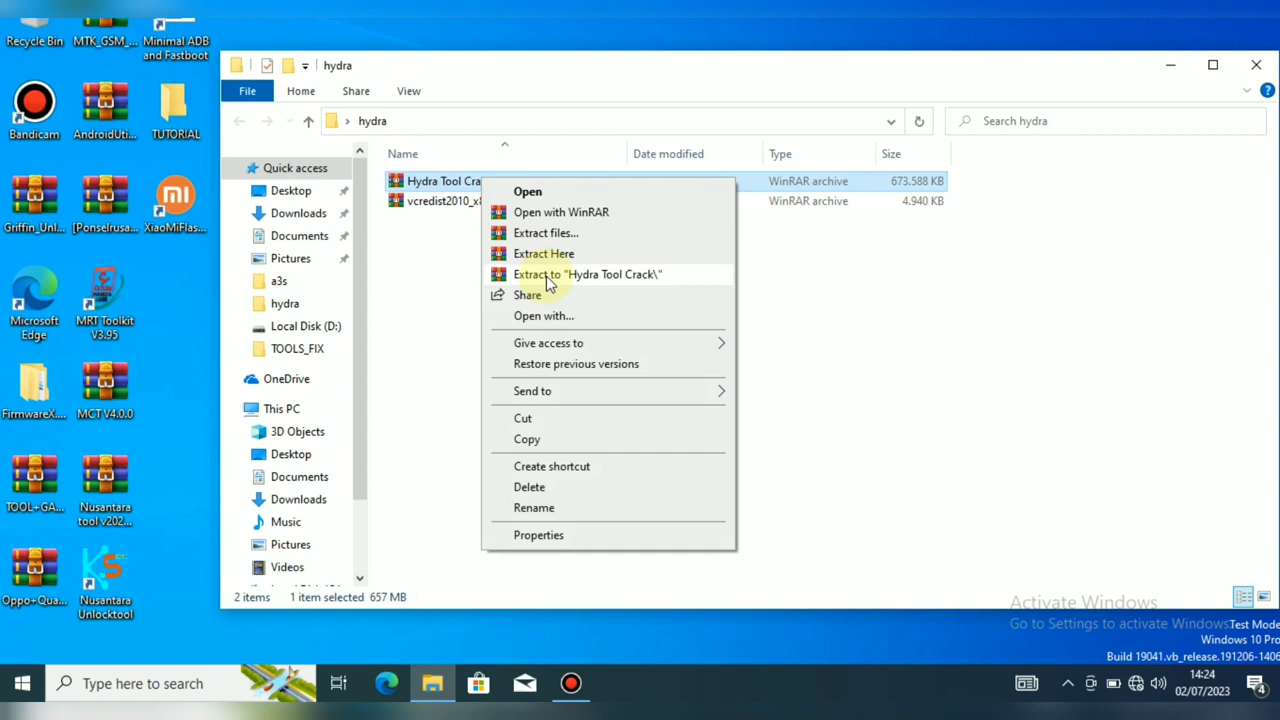 Recycle Bin
MTK_GSM_...
Minimal ADB
and Fastboot
Bandicam
AndroidUti...
TUTORIAL
Griffin_Unl...
[Ponselrusa...
XiaoMiFlas...
Microsoft
Edge
MRT Toolkit
V3.95
FirmwareX....
MCT V4.0.0
TOOL+GA...
Nusantara
tool v202...
Oppo+Qua...
Nusantara
Unlocktool
hydra
File
Home
Share
View
hydra
Search hydra
Name
Date modified
Type
Size
Hydra Tool Cra
WinRAR archive
673.588 KB
vcredist2010_x
WinRAR archive
4.940 KB
Quick access
Desktop
Downloads
Documents
Pictures
a3s
hydra
Local Disk (D:)
TOOLS_FIX
OneDrive
This PC
3D Objects
Desktop
Documents
Downloads
Music
Pictures
Videos
Open
Open with WinRAR
Extract files...
Extract Here
Extract to "Hydra Tool Crack\"
Share
Open with...
Give access to
Restore previous versions
Send to
Cut
Copy
Create shortcut
Delete
Rename
Properties
2 items
1 item selected 657 MB
Activate Windows
Go to Settings to activate Windows.
Test Mode
Windows 10 Pro
Build 19041.vb_release.191206-1406
Type here to search
14:24
02/07/2023
4